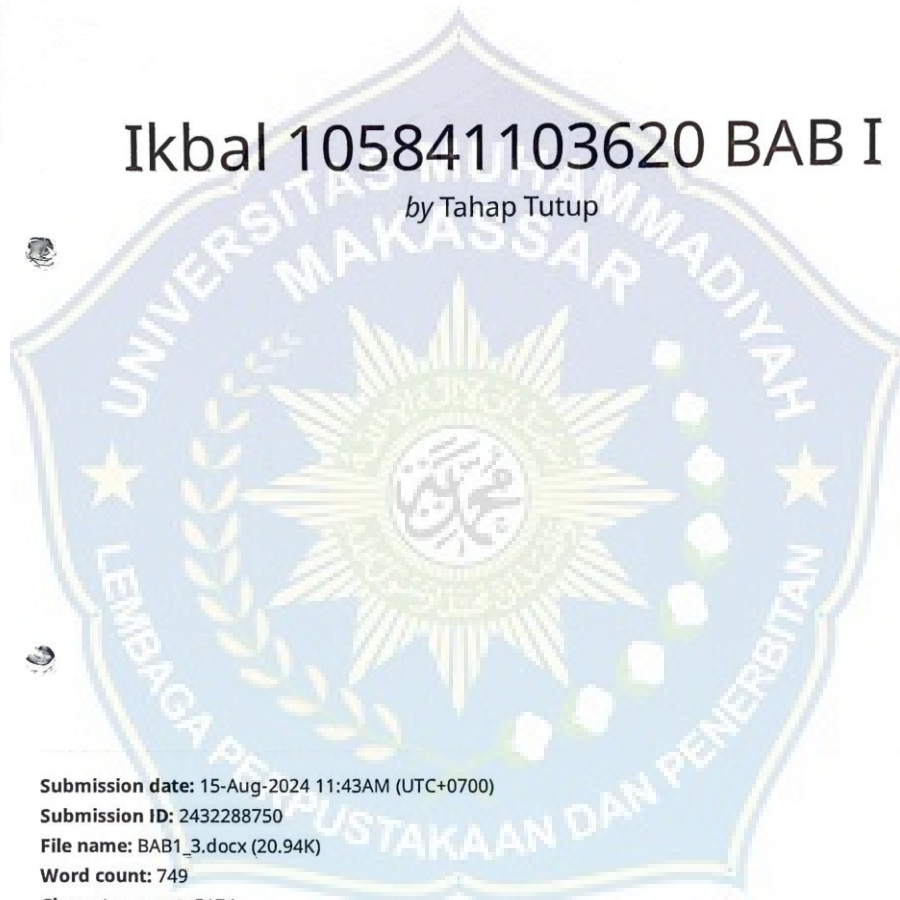 Ikbal 105841103620 BAB I
by Tahap Tutup
UNIVERSITAS MUHAMMADIYAH
MAKASSAR
محمد
LEMBAGA PERPUSTAKAAN DAN PENERBITAN
Submission date: 15-Aug-2024 11:43AM (UTC+0700)
Submission ID: 2432288750
File name: BAB1_3.docx (20.94K)
Word count: 749